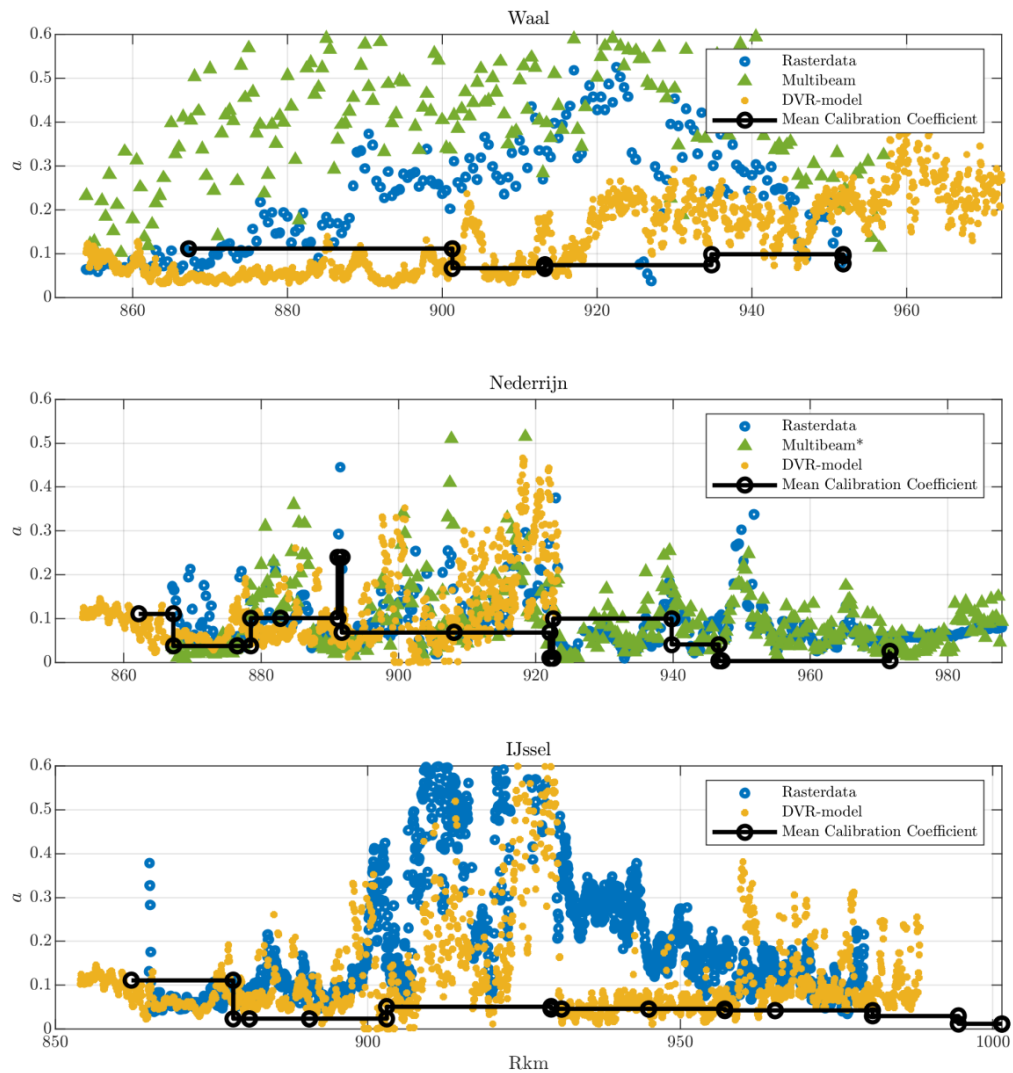 Waal
0.6
0.5
0.4
0.3
0.2
0.1
0
a
Rasterdata
Multibeam
DVR-model
Mean Calibration Coefficient
860 880 900 920 940 960
Nederrijn
0.6
0.5
0.4
0.3
0.2
0.1
0
a
Rasterdata
Multibeam*
DVR-model
Mean Calibration Coefficient
860 880 900 920 940 960 980
IJssel
0.6
0.5
0.4
0.3
0.2
0.1
0
a
Rasterdata
DVR-model
Mean Calibration Coefficient
850 900 950 1000
Rkm